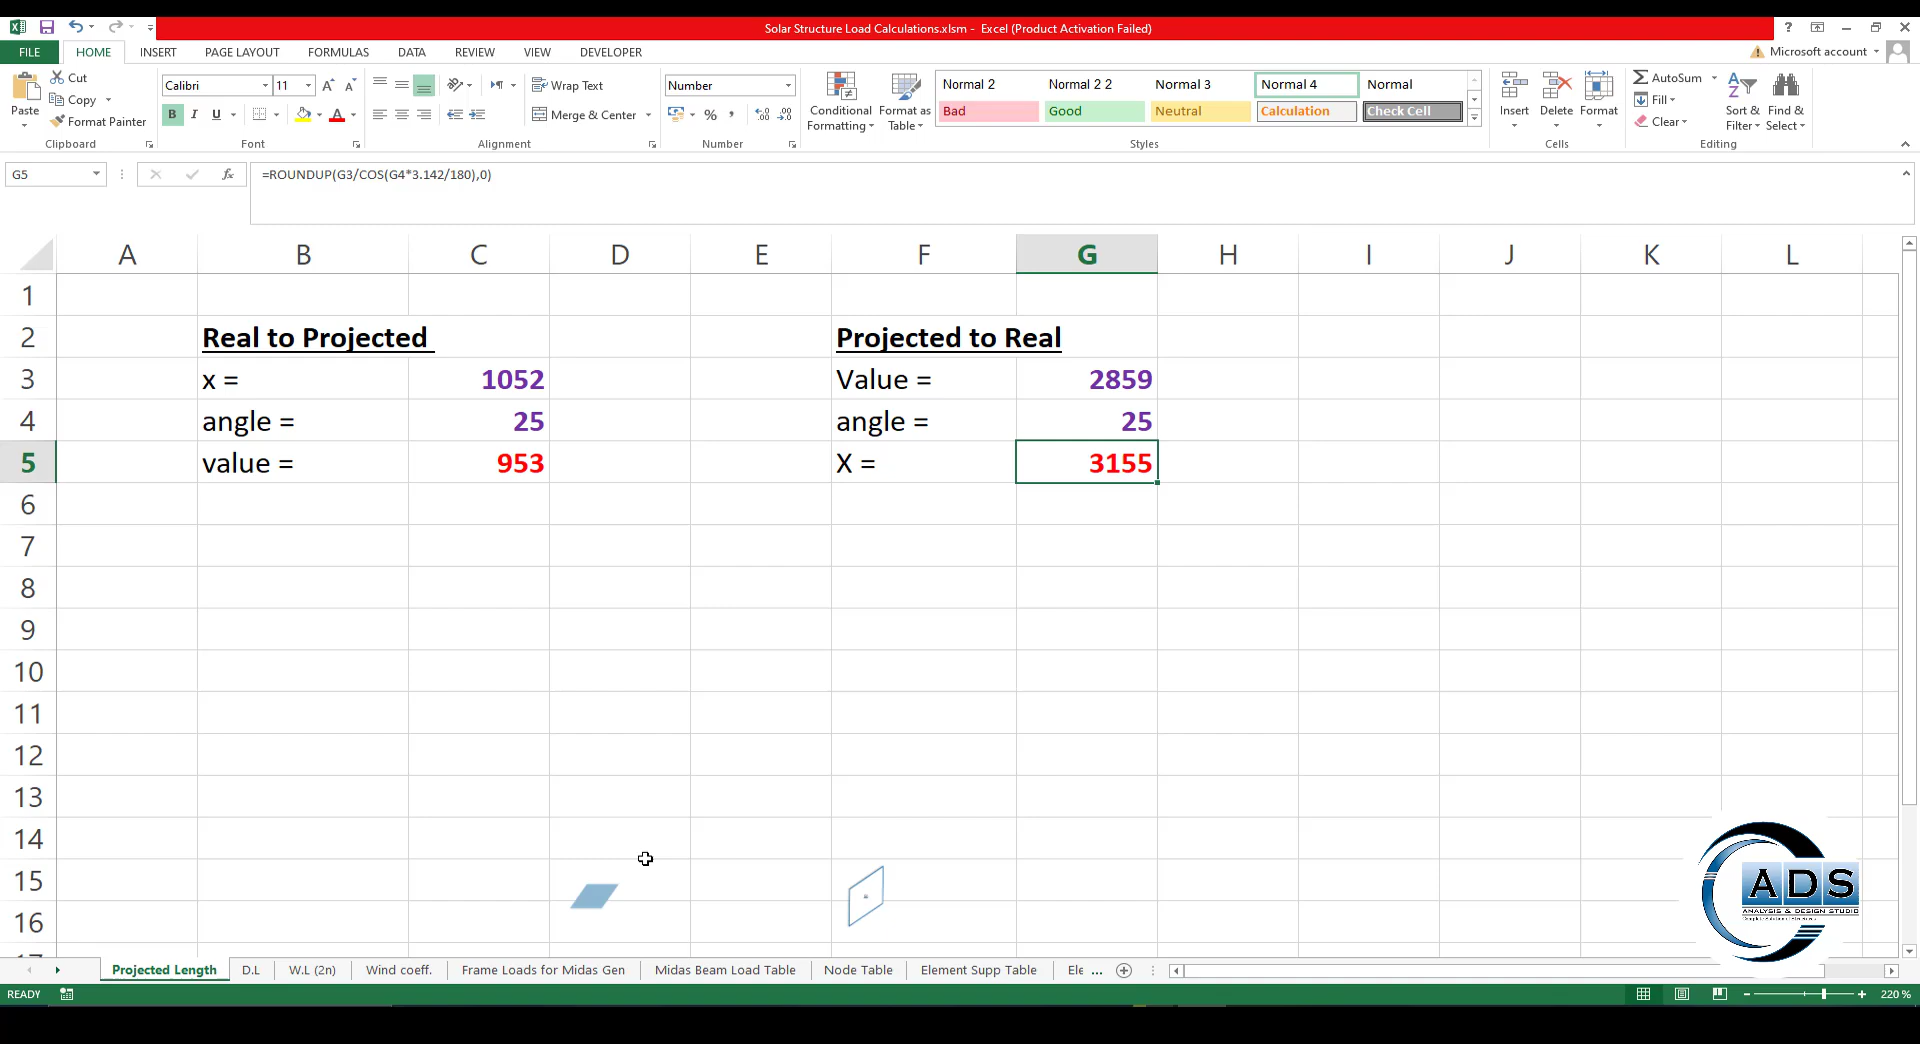 Solar Structure Load Calculations.xlsm - Excel (Product Activation Failed)
FILE HOME INSERT PAGE LAYOUT FORMULAS DATA REVIEW VIEW DEVELOPER Microsoft account
Paste Cut Copy Format Painter Clipboard
Calibri 11 B I U A Font
Wrap Text Merge & Center Alignment
Number % , Number
Conditional Formatting Format as Table
Normal 2 Normal 2 2 Normal 3 Normal 4 Normal
Bad Good Neutral Calculation Check Cell
Styles
Insert Delete Format Cells
AutoSum Fill Clear Sort & Filter Find & Select Editing
G5 fx =ROUNDUP(G3/COS(G4*3.142/180),0)
A B C D E F G H I J K L
1
2 Real to Projected Projected to Real
3 x = 1052 Value = 2859
4 angle = 25 angle = 25
5 value = 953 X = 3155
6
7
8
9
10
11
12
13
14
15
16
17
ADS
ANALYSIS & DESIGN STUDIO
Projected Length D.L W.L (2n) Wind coeff. Frame Loads for Midas Gen Midas Beam Load Table Node Table Element Supp Table Ele ...
READY 220 %